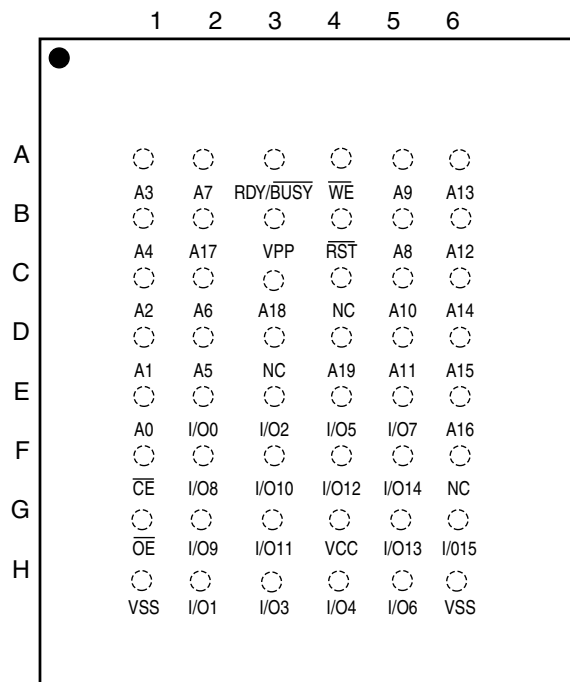 1 2 3 4 5 6
A
A3 A7 RDY/BUSY WE A9 A13
B
A4 A17 VPP RST A8 A12
C
A2 A6 A18 NC A10 A14
D
A1 A5 NC A19 A11 A15
E
A0 I/O0 I/O2 I/O5 I/O7 A16
F
CE I/O8 I/O10 I/O12 I/O14 NC
G
OE I/O9 I/O11 VCC I/O13 I/015
H
VSS I/O1 I/O3 I/O4 I/O6 VSS